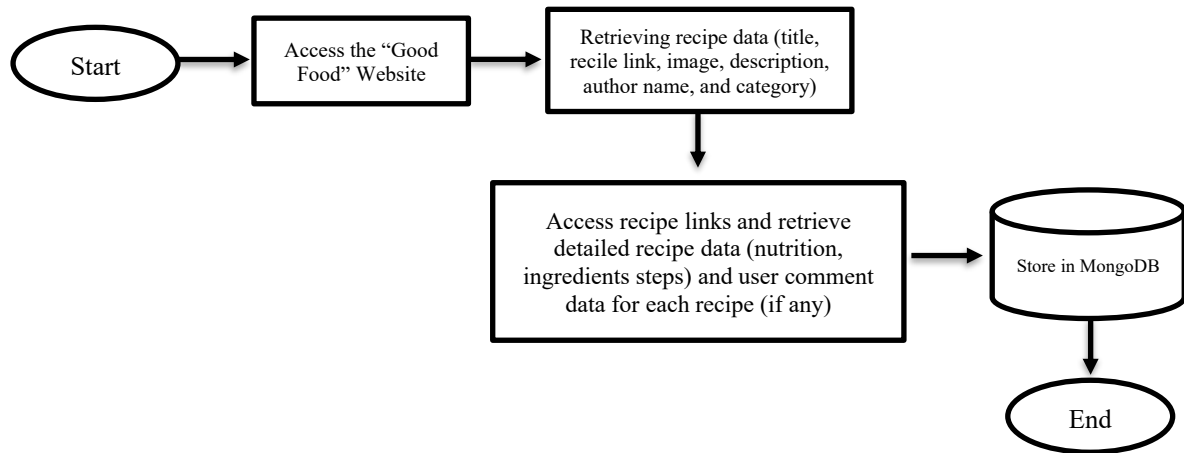 Start
Access the “Good
Food” Website
Retrieving recipe data (title,
recile link, image, description,
author name, and category)
Access recipe links and retrieve
detailed recipe data (nutrition,
ingredients steps) and user comment
data for each recipe (if any)
Store in MongoDB
End